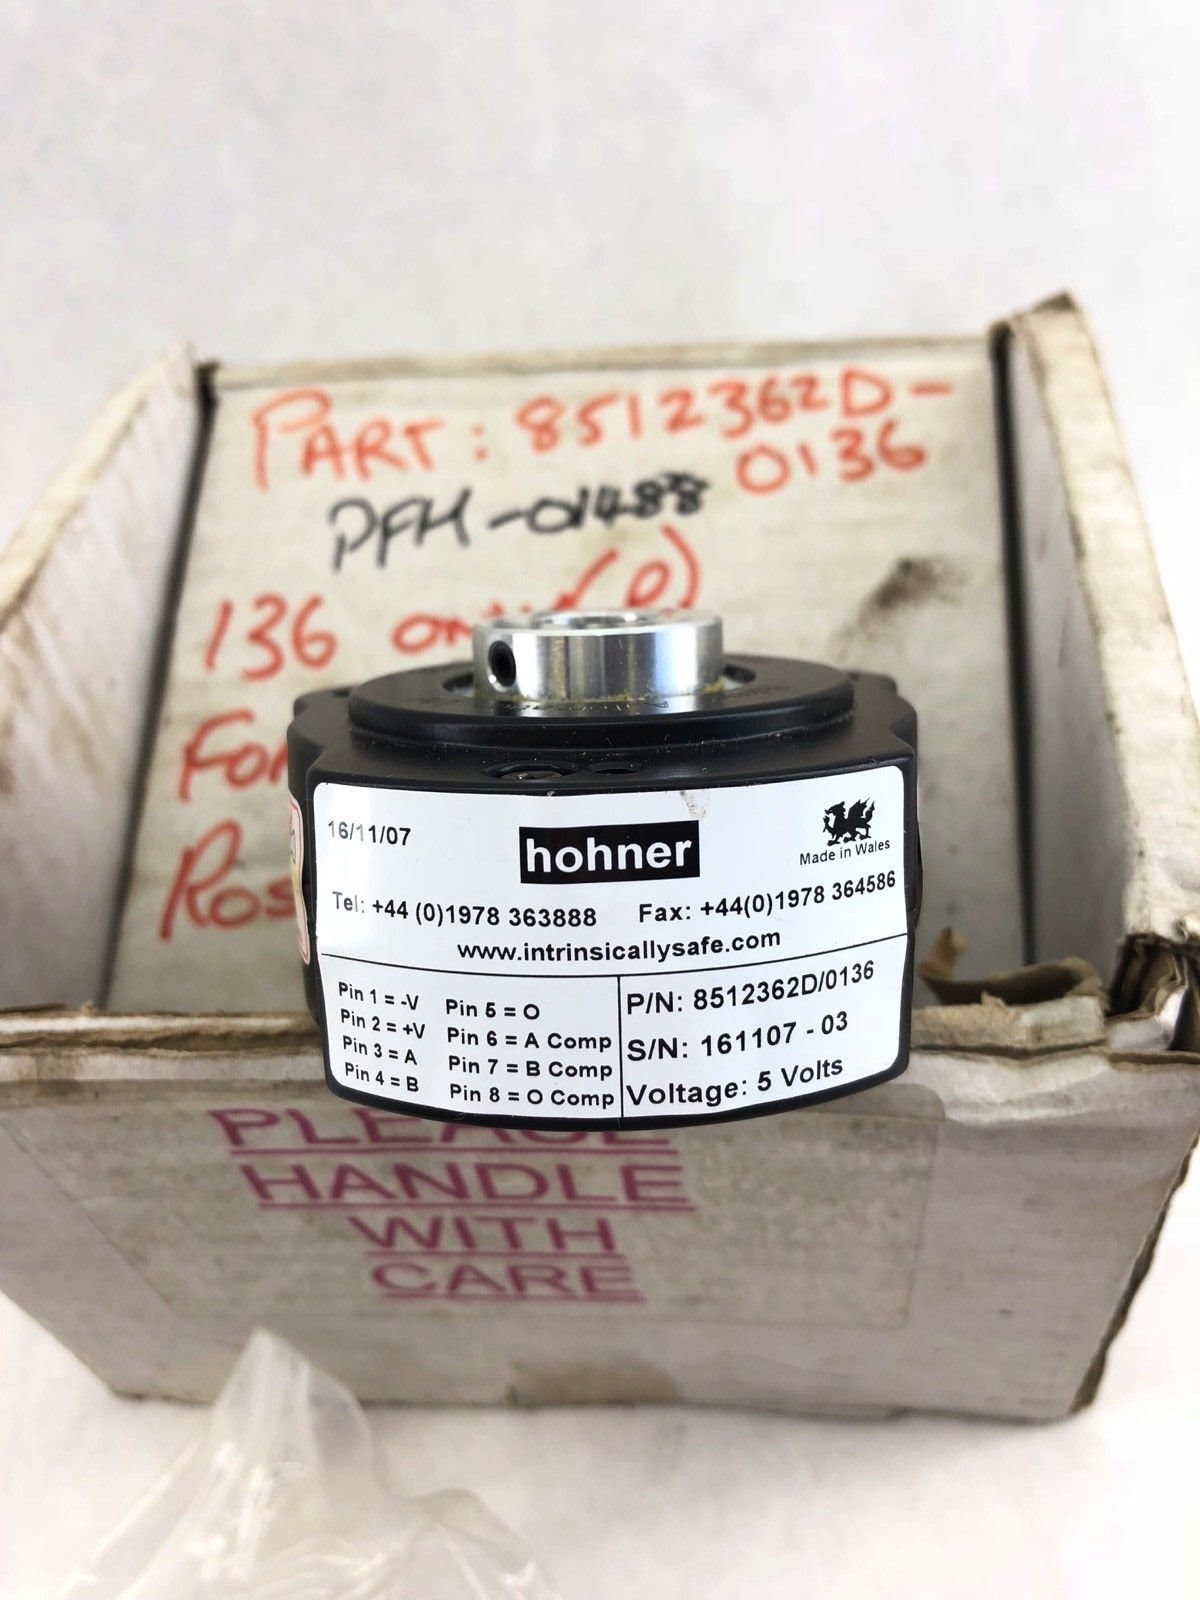 PART: 8512362D-
0136
PFH-01488
136
16/11/07
hohner
Made in Wales
Tel: +44 (0)1978 363888 Fax: +44(0)1978 364586
www.intrinsicallysafe.com
Pin 1 = -V
Pin 2 = +V
Pin 3 = A
Pin 4 = B
Pin 5 = O
Pin 6 = A Comp
Pin 7 = B Comp
Pin 8 = O Comp
P/N: 8512362D/0136
S/N: 161107 - 03
Voltage: 5 Volts
PLEASE
HANDLE
WITH
CARE